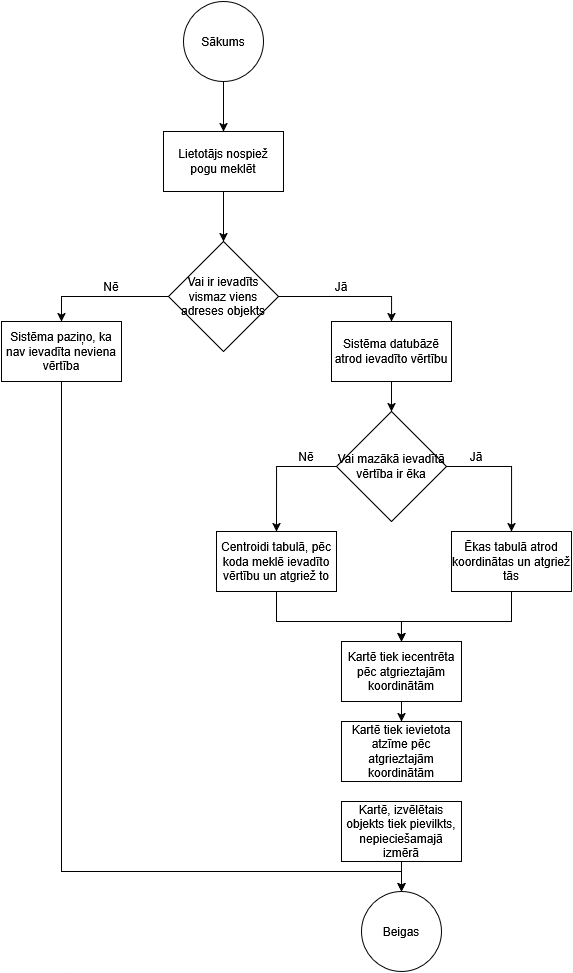 Sākums
Lietotājs nospiež
pogu meklēt
Vai ir ievadīts
vismaz viens
adreses objekts
Nē
Jā
Sistēma paziņo, ka
nav ievadīta neviena
vērtība
Sistēma datubāzē
atrod ievadīto vērtību
Vai mazākā ievadītā
vērtība ir ēka
Nē
Jā
Centroidi tabulā, pēc
koda meklē ievadīto
vērtību un atgriež to
Ēkas tabulā atrod
koordinātas un atgriež
tās
Kartē tiek iecentrēta
pēc atgrieztajām
koordinātām
Kartē tiek ievietota
atzīme pēc
atgrieztajām
koordinātām
Kartē, izvēlētais
objekts tiek pievilkts,
nepieciešamajā
izmērā
Beigas